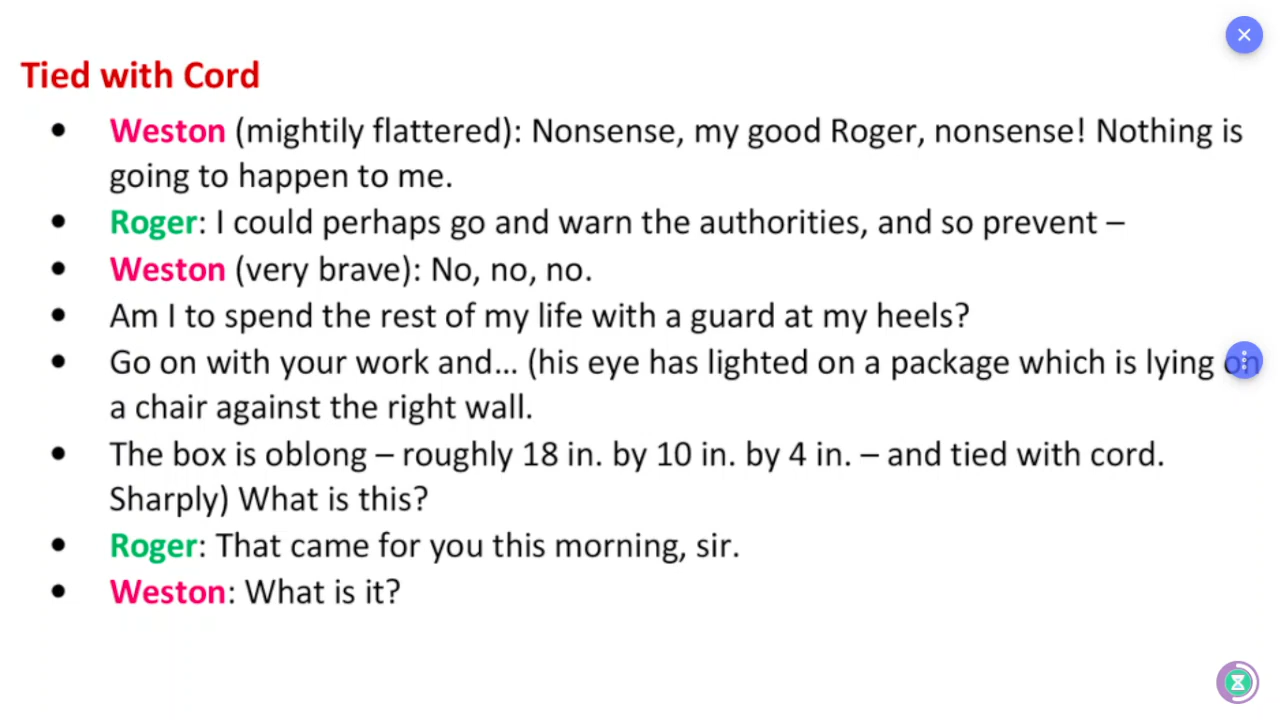 Tied with Cord
• Weston (mightily flattered): Nonsense, my good Roger, nonsense! Nothing is
going to happen to me.
• Roger: I could perhaps go and warn the authorities, and so prevent –
• Weston (very brave): No, no, no.
• Am I to spend the rest of my life with a guard at my heels?
• Go on with your work and... (his eye has lighted on a package which is lying on
a chair against the right wall.
• The box is oblong – roughly 18 in. by 10 in. by 4 in. – and tied with cord.
Sharply) What is this?
• Roger: That came for you this morning, sir.
• Weston: What is it?